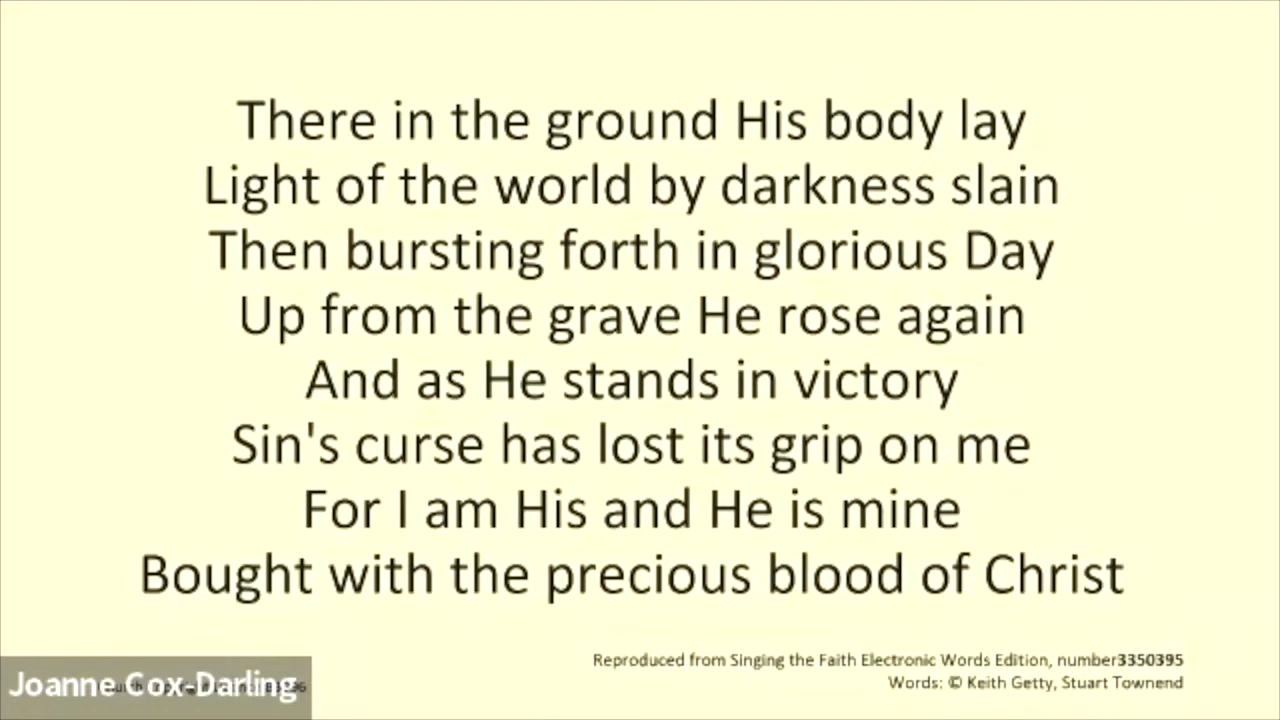 There in the ground His body lay
Light of the world by darkness slain
Then bursting forth in glorious Day
Up from the grave He rose again
And as He stands in victory
Sin's curse has lost its grip on me
For I am His and He is mine
Bought with the precious blood of Christ
Reproduced from Singing the Faith Electronic Words Edition, number3350395
Words: © Keith Getty, Stuart Townend
Joanne Cox-Darling